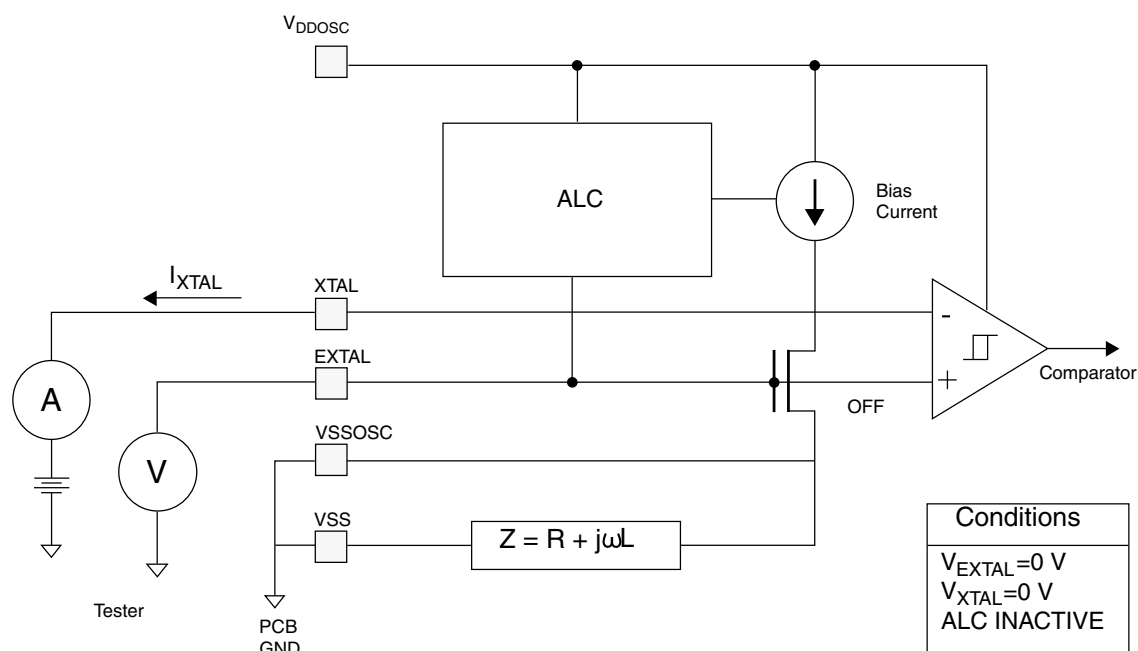 VDDOSC
ALC
Bias
Current
IXTAL
XTAL
-
EXTAL
+
Comparator
A
OFF
VSSOSC
V
VSS
Z = R + jωL
Conditions
VEXTAL=0 V
VXTAL=0 V
ALC INACTIVE
Tester
PCB
GND